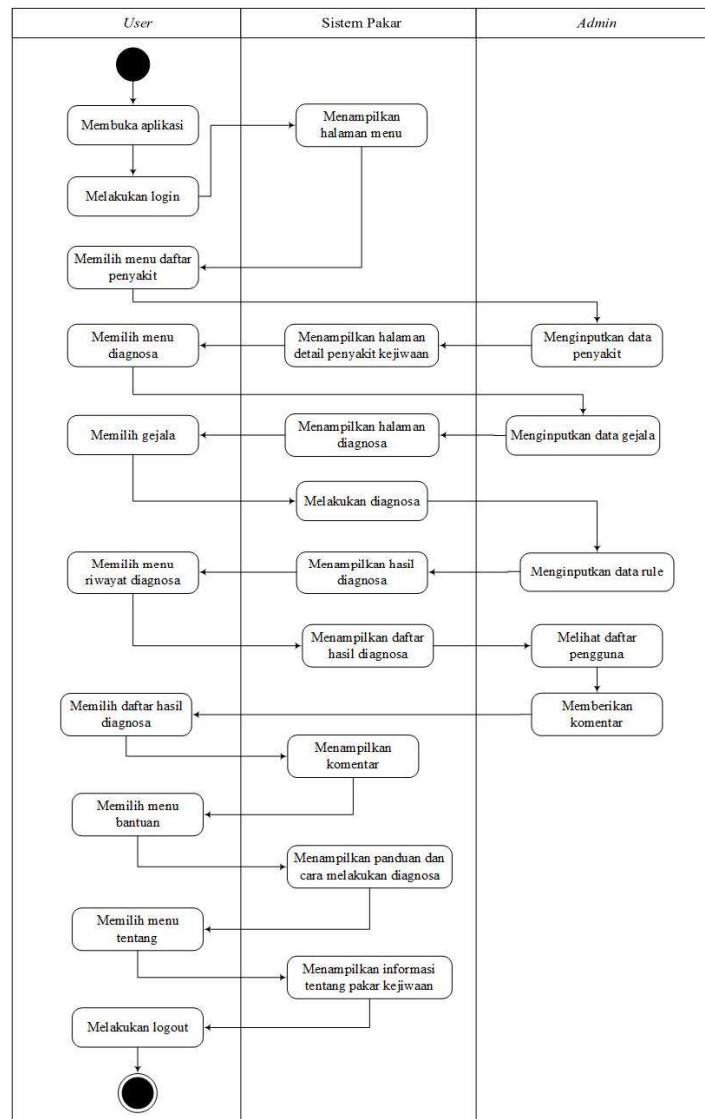 User
Sistem Pakar
Admin
Membuka aplikasi
Menampilkan
halaman menu
Melakukan login
Memilih menu daftar
penyakit
Memilih menu
diagnosa
Menampilkan halaman
detail penyakit kejiwaan
Menginputkan data
penyakit
Memilih gejala
Menampilkan halaman
diagnosa
Menginputkan data gejala
Melakukan diagnosa
Memilih menu
riwayat diagnosa
Menampilkan hasil
diagnosa
Menginputkan data rule
Menampilkan daftar
hasil diagnosa
Melihat daftar
pengguna
Memilih daftar hasil
diagnosa
Memberikan
komentar
Menampilkan
komentar
Memilih menu
bantuan
Menampilkan panduan dan
cara melakukan diagnosa
Memilih menu
tentang
Menampilkan informasi
tentang pakar kejiwaan
Melakukan logout